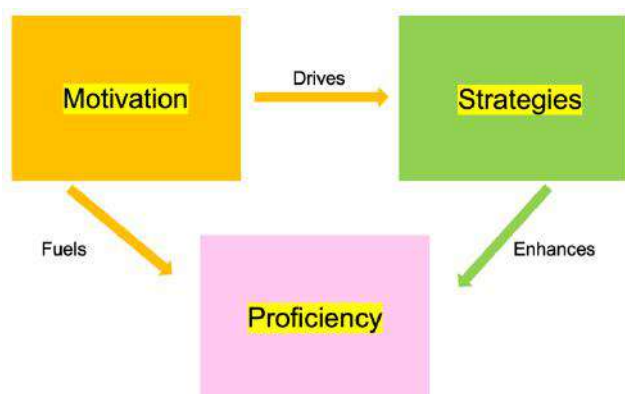 Motivation
Drives
Strategies
Fuels
Enhances
Proficiency